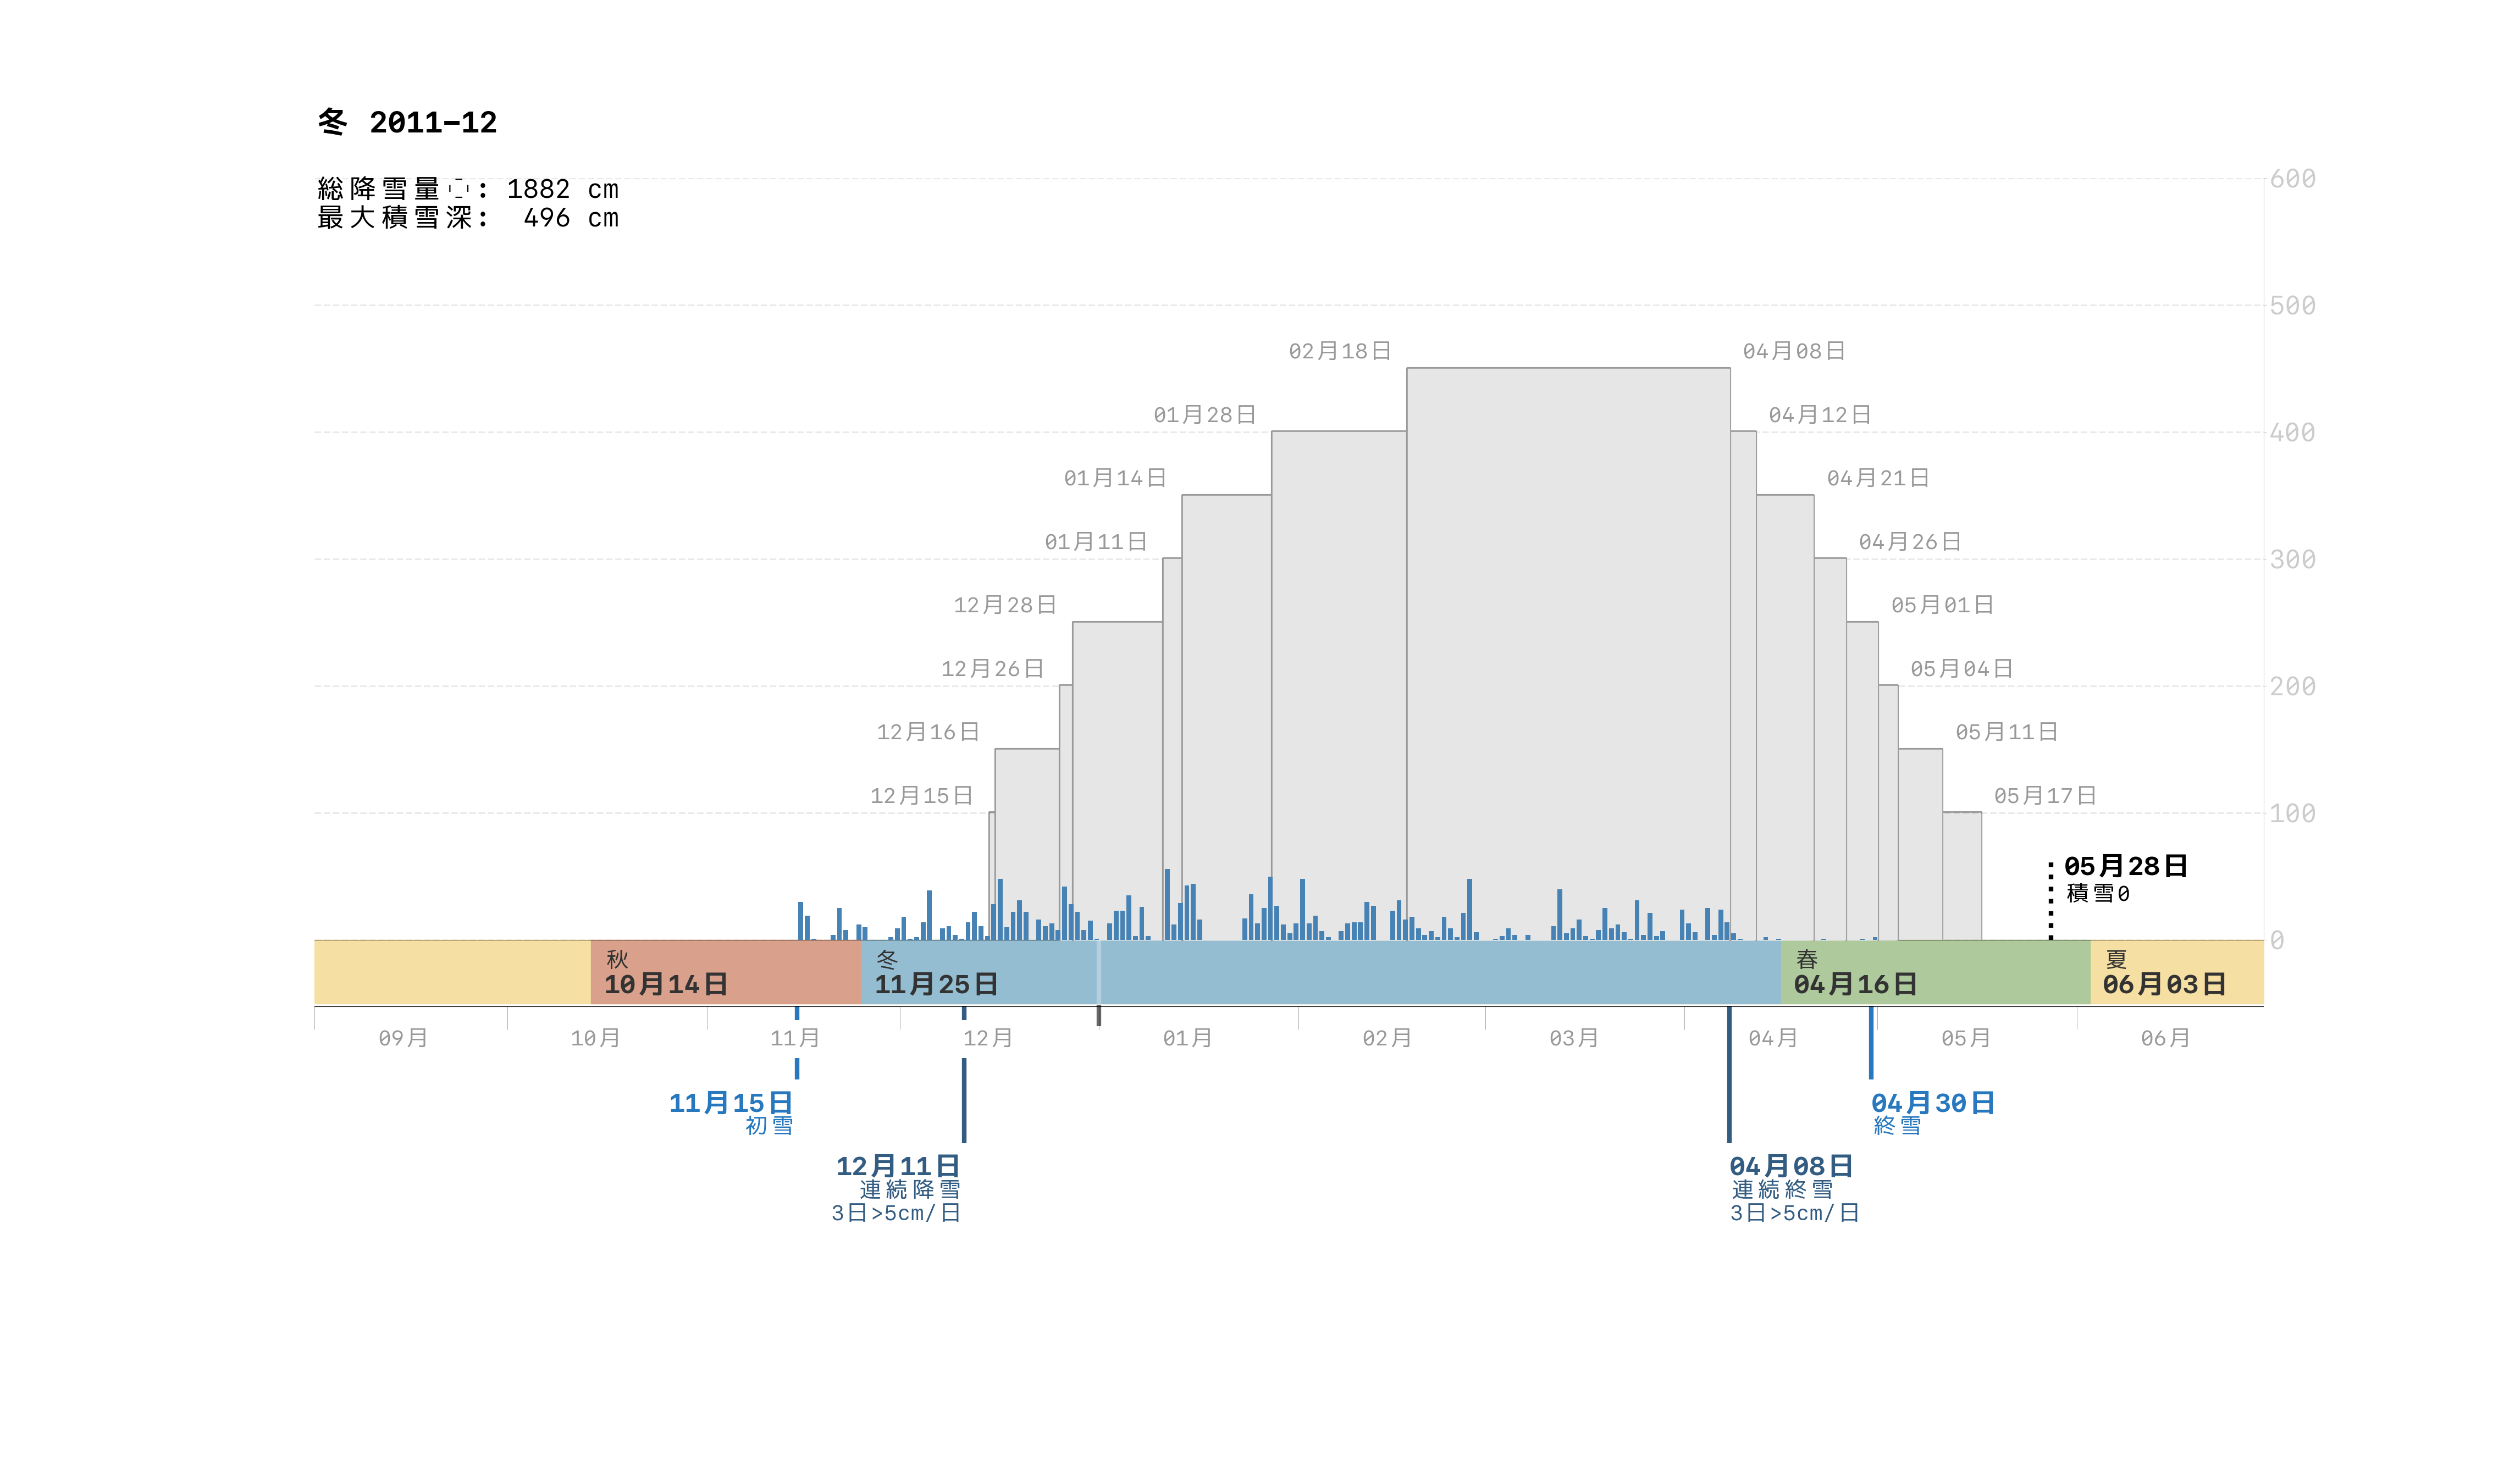 冬 2011–12
総降雪量 : 1882 cm
最大積雪深: 496 cm
600
500
400
300
200
100
0
02月18日
04月08日
01月28日
04月12日
01月14日
04月21日
01月11日
04月26日
12月28日
05月01日
12月26日
05月04日
12月16日
05月11日
12月15日
05月17日
05月28日
積雪0
秋
10月14日
冬
11月25日
春
04月16日
夏
06月03日
09月
10月
11月
12月
01月
02月
03月
04月
05月
06月
11月15日
初雪
04月30日
終雪
12月11日
連続降雪
3日>5cm/日
04月08日
連続終雪
3日>5cm/日